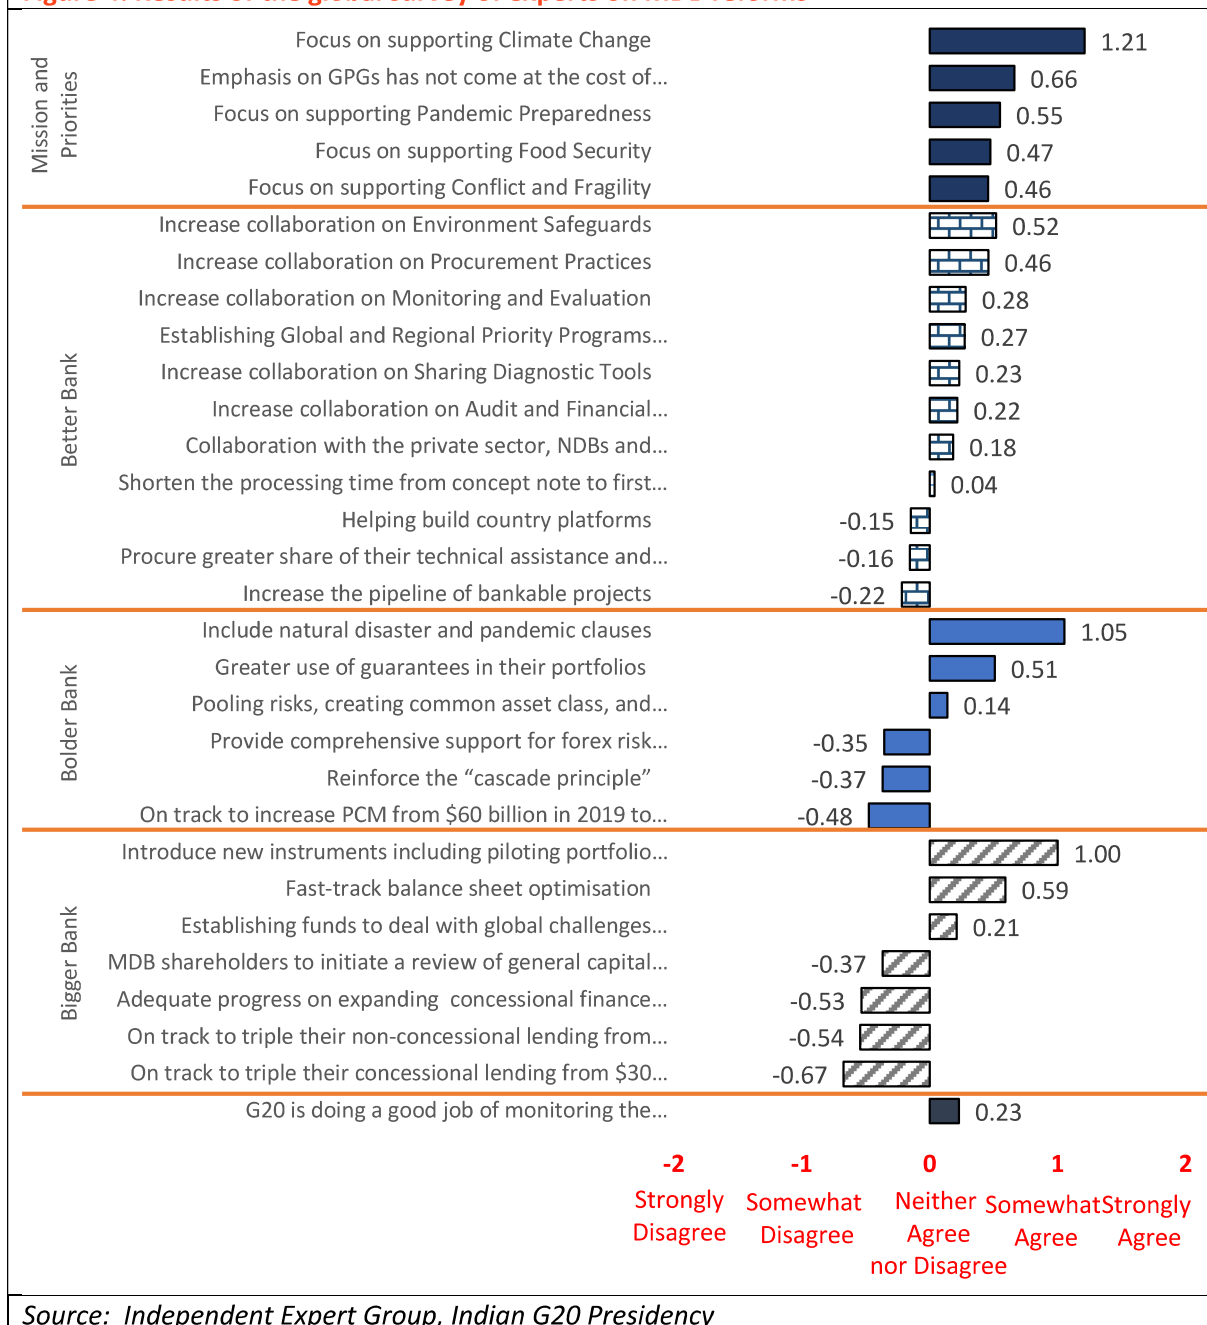 Figure 4: Results of the global survey of experts on MDB reforms
Mission and
Priorities
Focus on supporting Climate Change 1.21
Emphasis on GPGs has not come at the cost of... 0.66
Focus on supporting Pandemic Preparedness 0.55
Focus on supporting Food Security 0.47
Focus on supporting Conflict and Fragility 0.46
Better Bank
Increase collaboration on Environment Safeguards 0.52
Increase collaboration on Procurement Practices 0.46
Increase collaboration on Monitoring and Evaluation 0.28
Establishing Global and Regional Priority Programs... 0.27
Increase collaboration on Sharing Diagnostic Tools 0.23
Increase collaboration on Audit and Financial... 0.22
Collaboration with the private sector, NDBs and... 0.18
Shorten the processing time from concept note to first... 0.04
Helping build country platforms -0.15
Procure greater share of their technical assistance and... -0.16
Increase the pipeline of bankable projects -0.22
Bolder Bank
Include natural disaster and pandemic clauses 1.05
Greater use of guarantees in their portfolios 0.51
Pooling risks, creating common asset class, and... 0.14
Provide comprehensive support for forex risk... -0.35
Reinforce the “cascade principle” -0.37
On track to increase PCM from $60 billion in 2019 to... -0.48
Bigger Bank
Introduce new instruments including piloting portfolio... 1.00
Fast-track balance sheet optimisation 0.59
Establishing funds to deal with global challenges... 0.21
MDB shareholders to initiate a review of general capital... -0.37
Adequate progress on expanding concessional finance... -0.53
On track to triple their non-concessional lending from... -0.54
On track to triple their concessional lending from $30... -0.67
G20 is doing a good job of monitoring the... 0.23
-2 -1 0 1 2
Strongly Somewhat Neither Somewhat Strongly
Disagree Disagree Agree Agree Agree
nor Disagree
Source: Independent Expert Group, Indian G20 Presidency